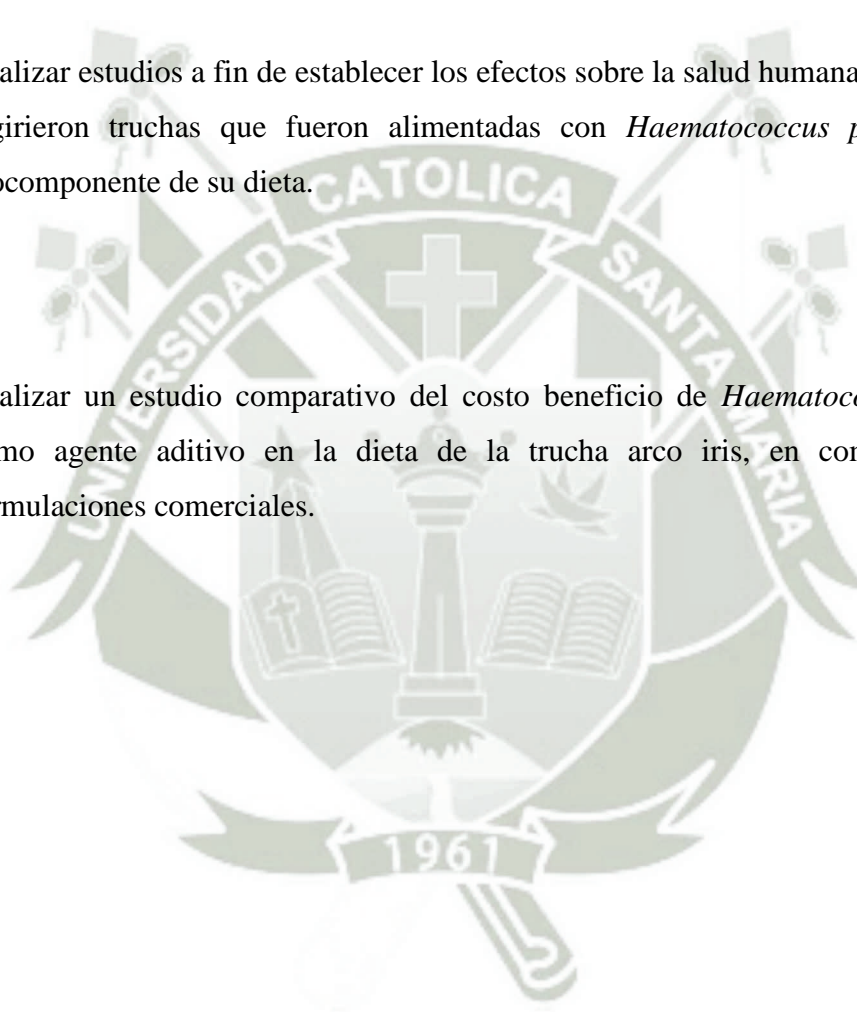 alizar estudios a fin de establecer los efectos sobre la salud humana
girieron truchas que fueron alimentadas con Haematococcus p
ocomponente de su dieta.
UNIVERSIDAD CATOLICA SANTA MARIA
alizar un estudio comparativo del costo beneficio de Haematoco
mo agente aditivo en la dieta de la trucha arco iris, en con
rmulaciones comerciales.
1961